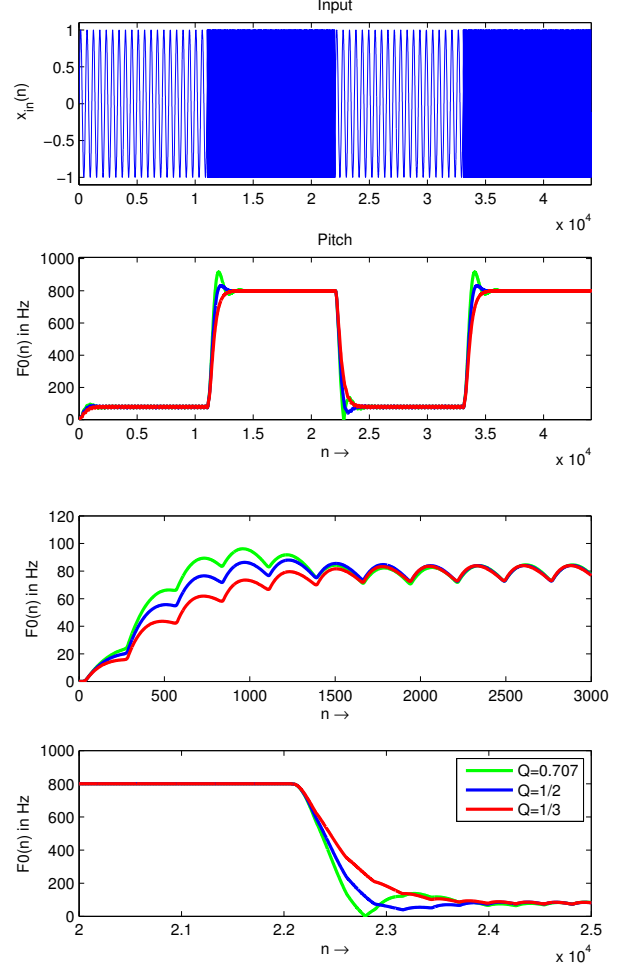 Input
1
0.5
0
−0.5
−1
x_in(n)
0 0.5 1 1.5 2 2.5 3 3.5 4
x 10^4
Pitch
1000
800
600
400
200
0
F0(n) in Hz
0 0.5 1 1.5 2 2.5 3 3.5 4
n →
x 10^4
120
100
80
60
40
20
0
F0(n) in Hz
0 500 1000 1500 2000 2500 3000
n →
1000
800
600
400
200
0
F0(n) in Hz
Q=0.707
Q=1/2
Q=1/3
2 2.1 2.2 2.3 2.4 2.5
n →
x 10^4